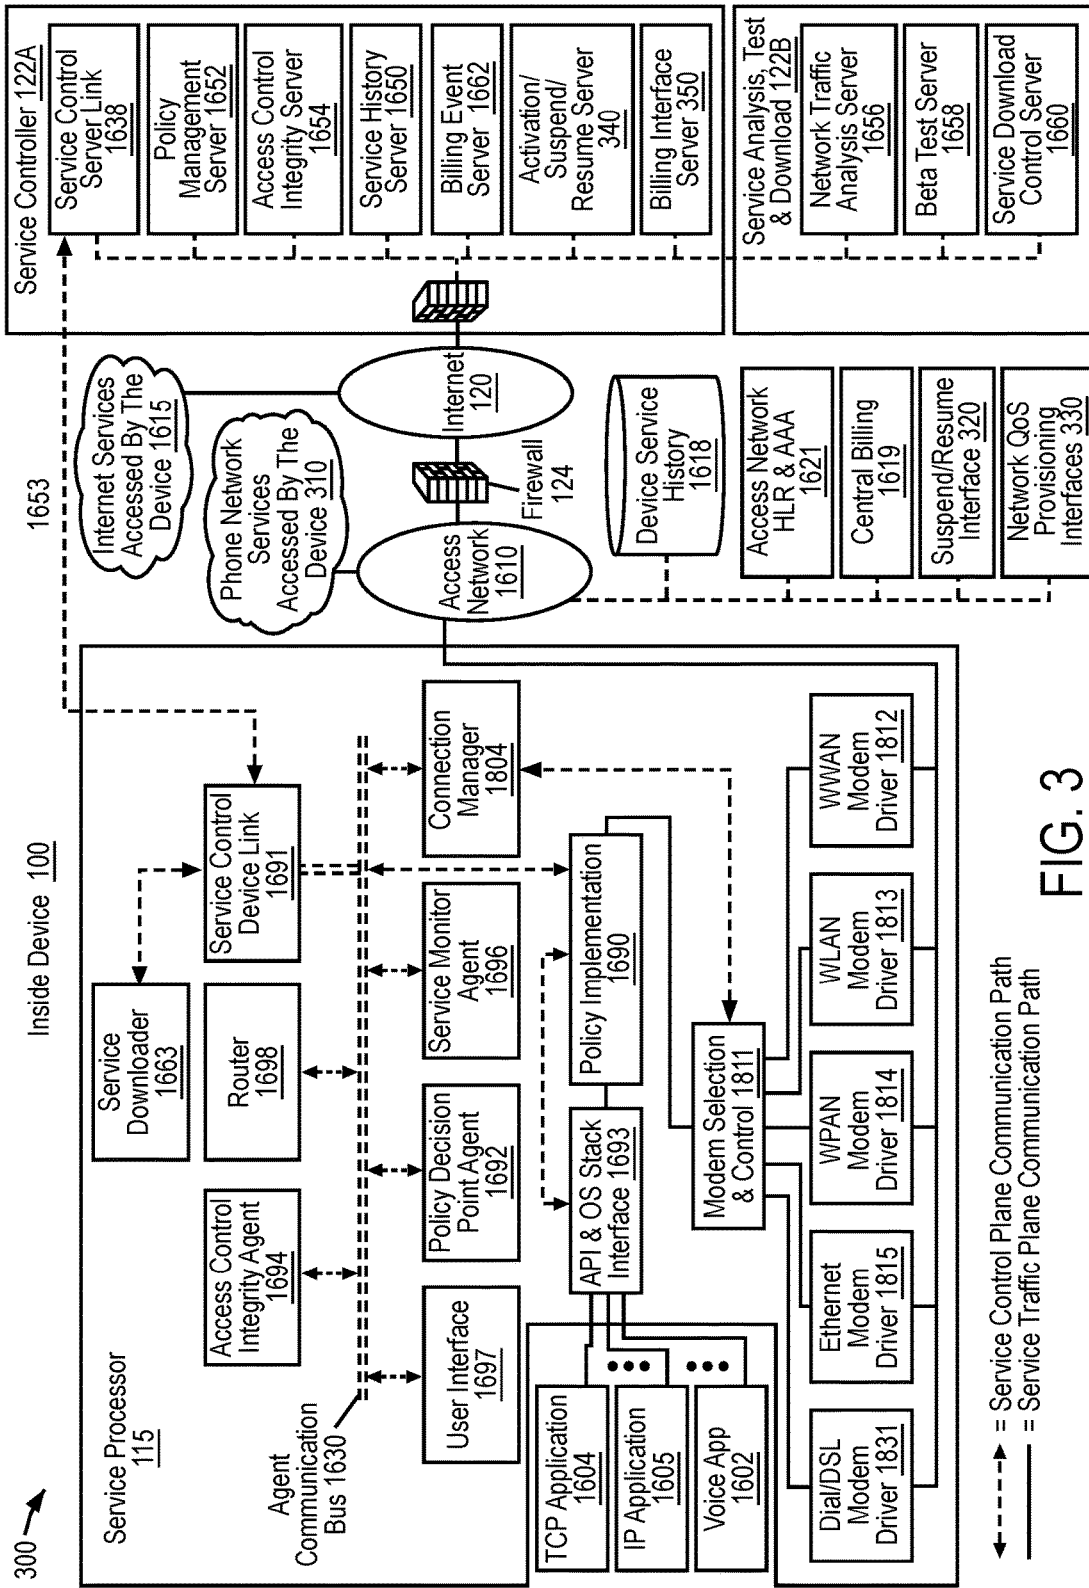 300
Inside Device 100
Service Processor
115
Service
Downloader
1663
Access Control
Integrity Agent
1694
Router
1698
Service Control
Device Link
1691
1653
Agent
Communication
Bus 1630
User Interface
1697
Policy Decision
Point Agent
1692
Service Monitor
Agent
1696
Connection
Manager
1804
TCP Application
1604
IP Application
1605
Voice App
1602
API & OS Stack
Interface 1693
Policy Implementation
1690
Modem Selection
& Control 1811
Dial/DSL
Modem
Driver 1831
Ethernet
Modem
Driver 1815
WPAN
Modem
Driver 1814
WLAN
Modem
Driver 1813
WWAN
Modem
Driver 1812
Internet Services
Accessed By The
Device 1615
Phone Network
Services
Accessed By The
Device 310
Access
Network
1610
Firewall
124
Internet
120
Device Service
History
1618
Access Network
HLR & AAA
1621
Central Billing
1619
Suspend/Resume
Interface 320
Network QoS
Provisioning
Interfaces 330
Service Controller 122A
Service Control
Server Link
1638
Policy
Management
Server 1652
Access Control
Integrity Server
1654
Service History
Server 1650
Billing Event
Server 1662
Activation/
Suspend/
Resume Server
340
Billing Interface
Server 350
Service Analysis, Test
& Download 122B
Network Traffic
Analysis Server
1656
Beta Test Server
1658
Service Download
Control Server
1660
= Service Control Plane Communication Path
= Service Traffic Plane Communication Path
FIG. 3